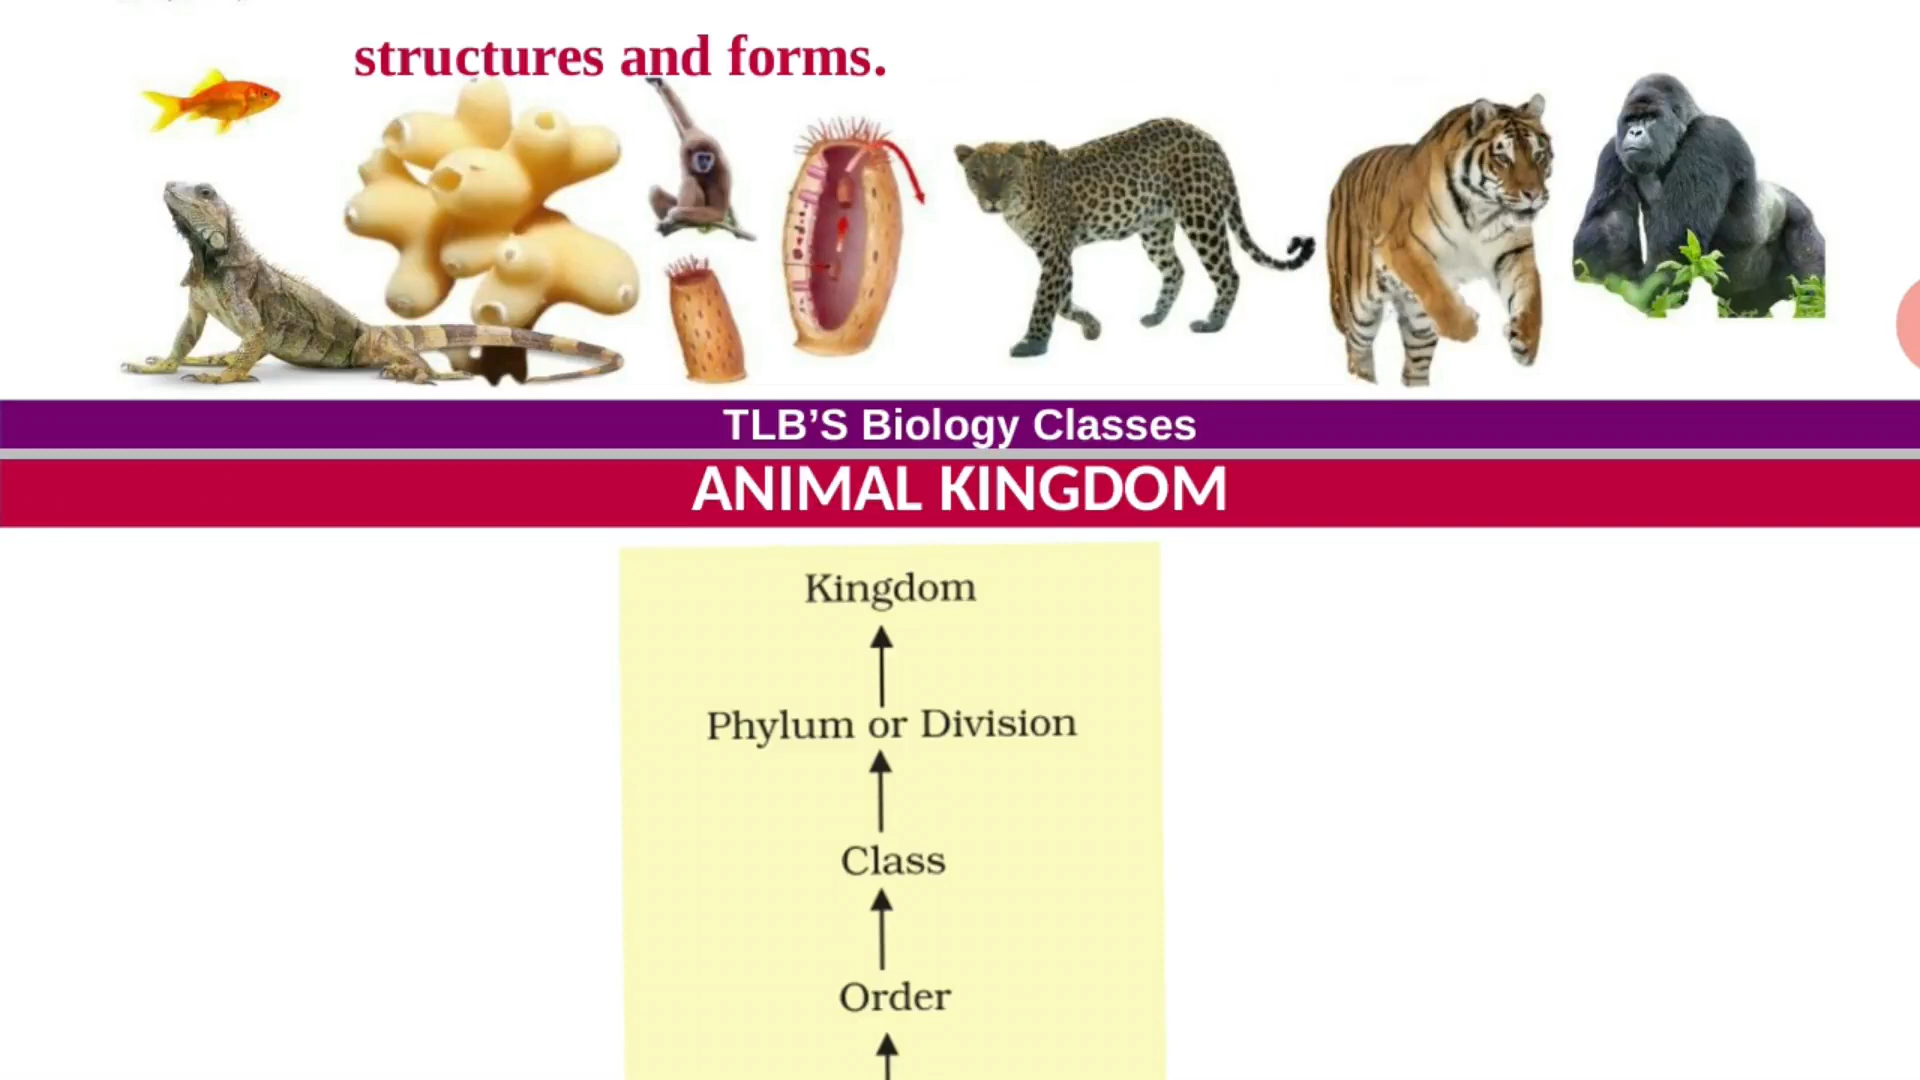 structures and forms.
TLB’S Biology Classes
ANIMAL KINGDOM
Kingdom
Phylum or Division
Class
Order